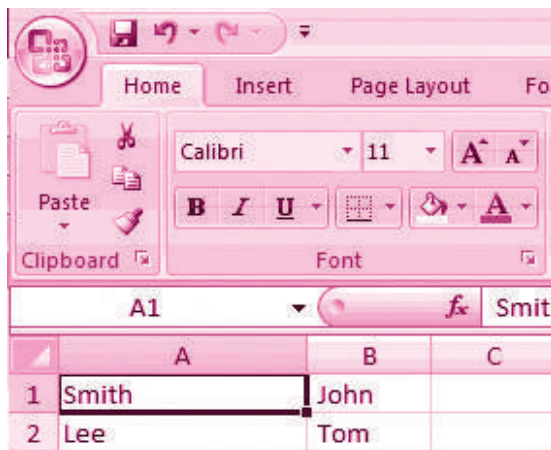 Home Insert Page Layout Fo
Calibri 11 A A
Paste
B I U A
Clipboard Font
A1 fx Smit
A B C
1 Smith John
2 Lee Tom